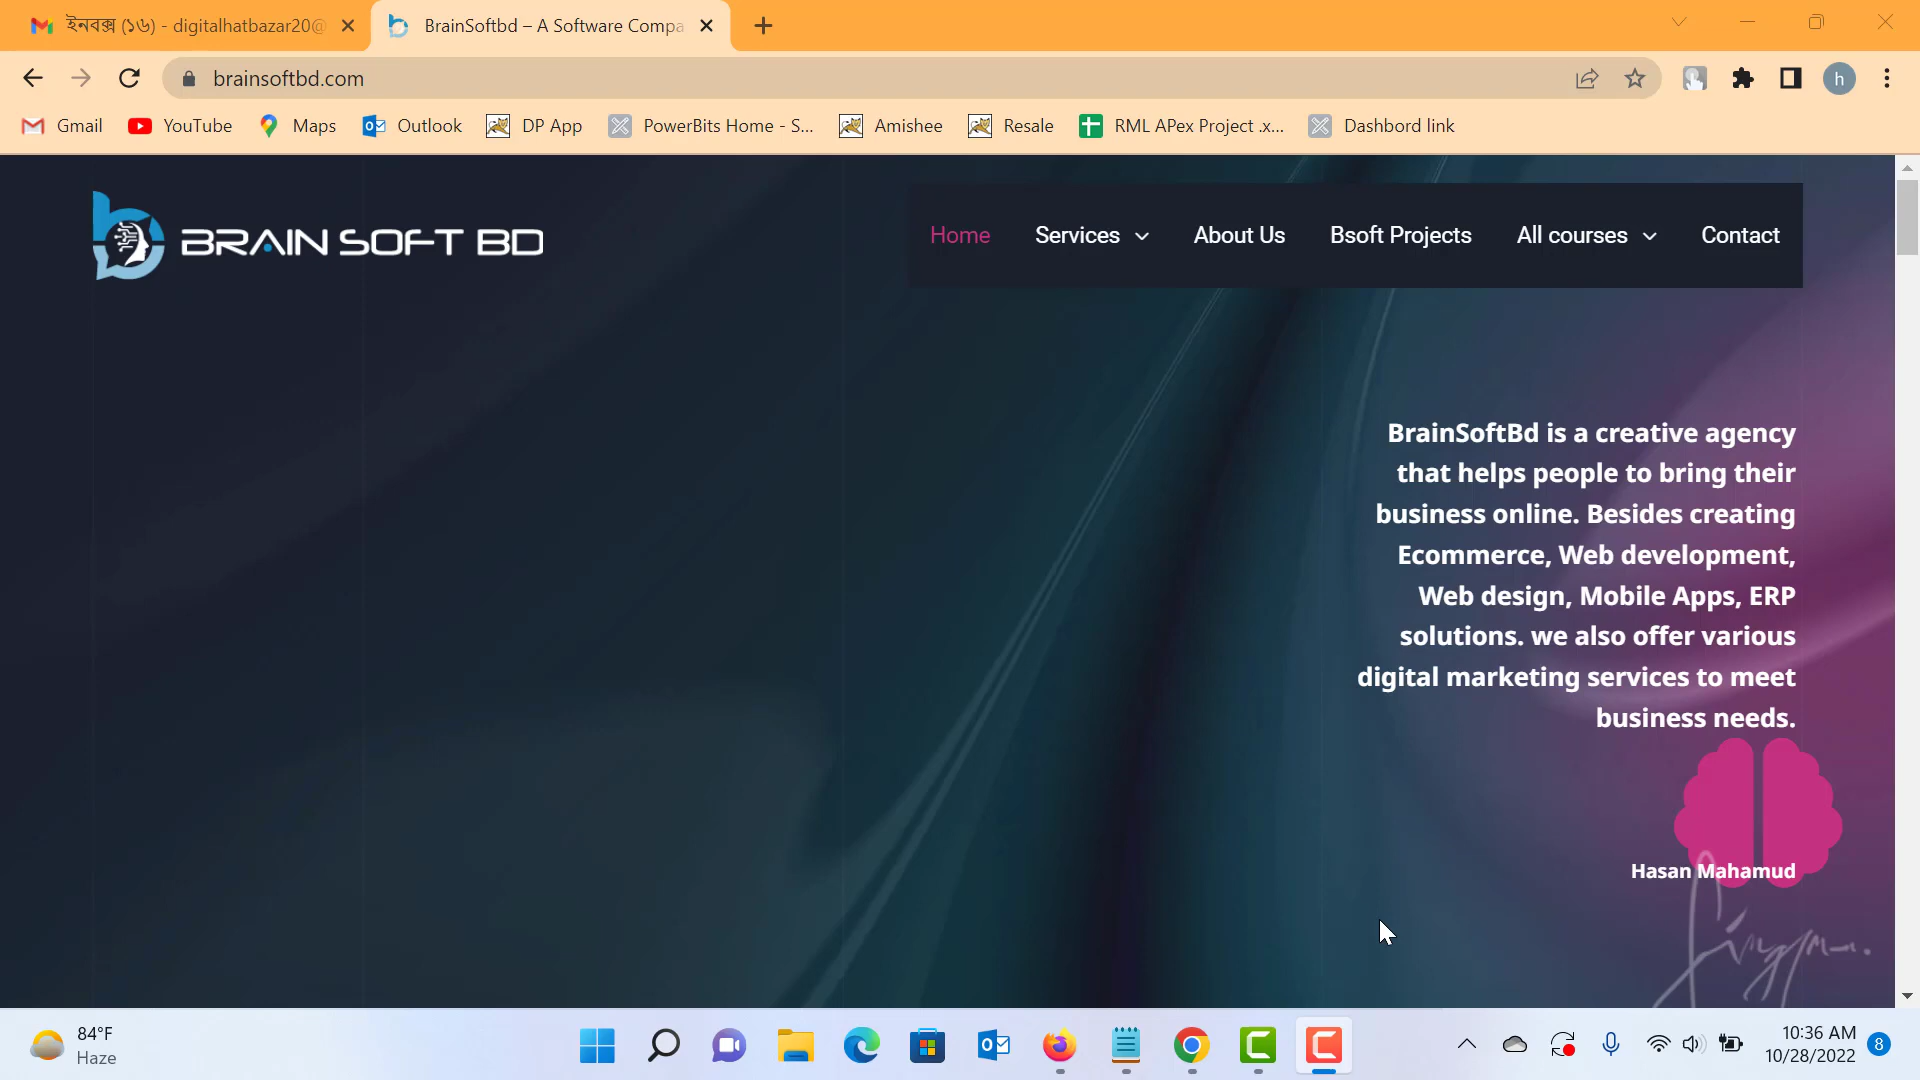 ইনবক্স (১৬) - digitalhatbazar20@
BrainSoftbd – A Software Compa
brainsoftbd.com
h
Gmail
YouTube
Maps
Outlook
DP App
PowerBits Home - S...
Amishee
Resale
RML APex Project .x...
Dashbord link
BRAIN SOFT BD
Home
Services
About Us
Bsoft Projects
All courses
Contact
BrainSoftBd is a creative agency
that helps people to bring their
business online. Besides creating
Ecommerce, Web development,
Web design, Mobile Apps, ERP
solutions. we also offer various
digital marketing services to meet
business needs.
Hasan Mahamud
84°F
Haze
10:36 AM
10/28/2022
8